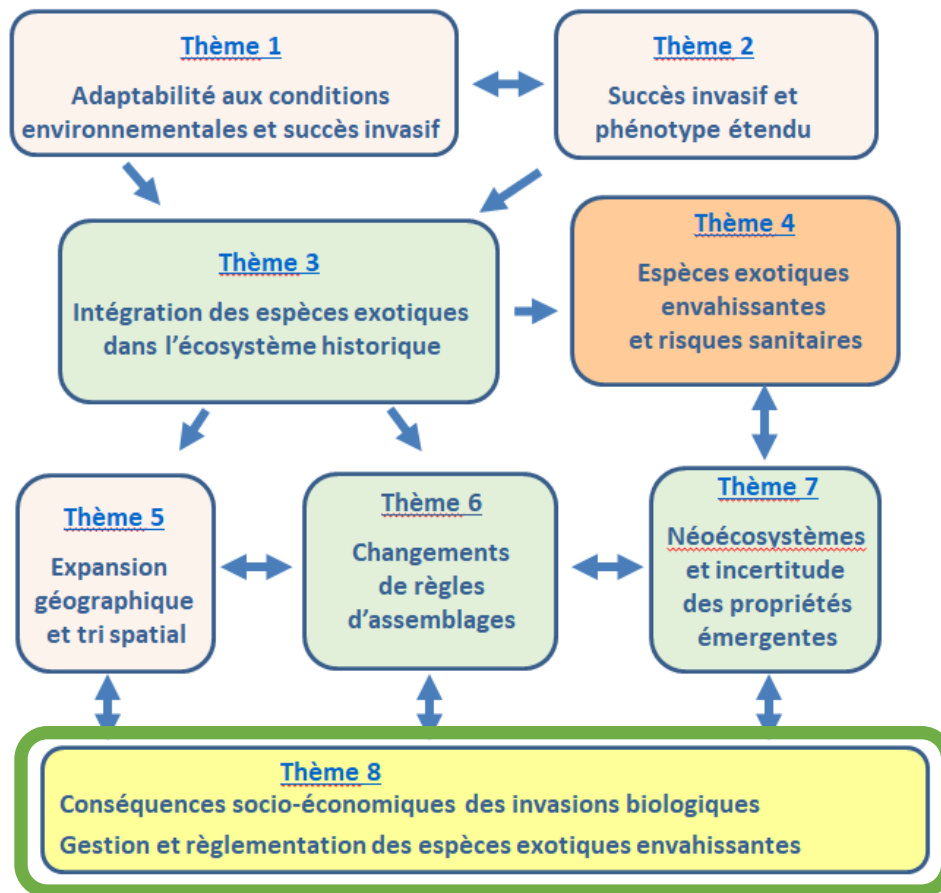 Thème 1
Adaptabilité aux conditions
environnementales et succès invasif
Thème 2
Succès invasif et
phénotype étendu
Thème 3
Intégration des espèces exotiques
dans l'écosystème historique
Thème 4
Espèces exotiques
envahissantes
et risques sanitaires
Thème 5
Expansion
géographique
et tri spatial
Thème 6
Changements
de règles
d'assemblages
Thème 7
Néoécosystèmes
et incertitude
des propriétés
émergentes
Thème 8
Conséquences socio-économiques des invasions biologiques
Gestion et règlementation des espèces exotiques envahissantes